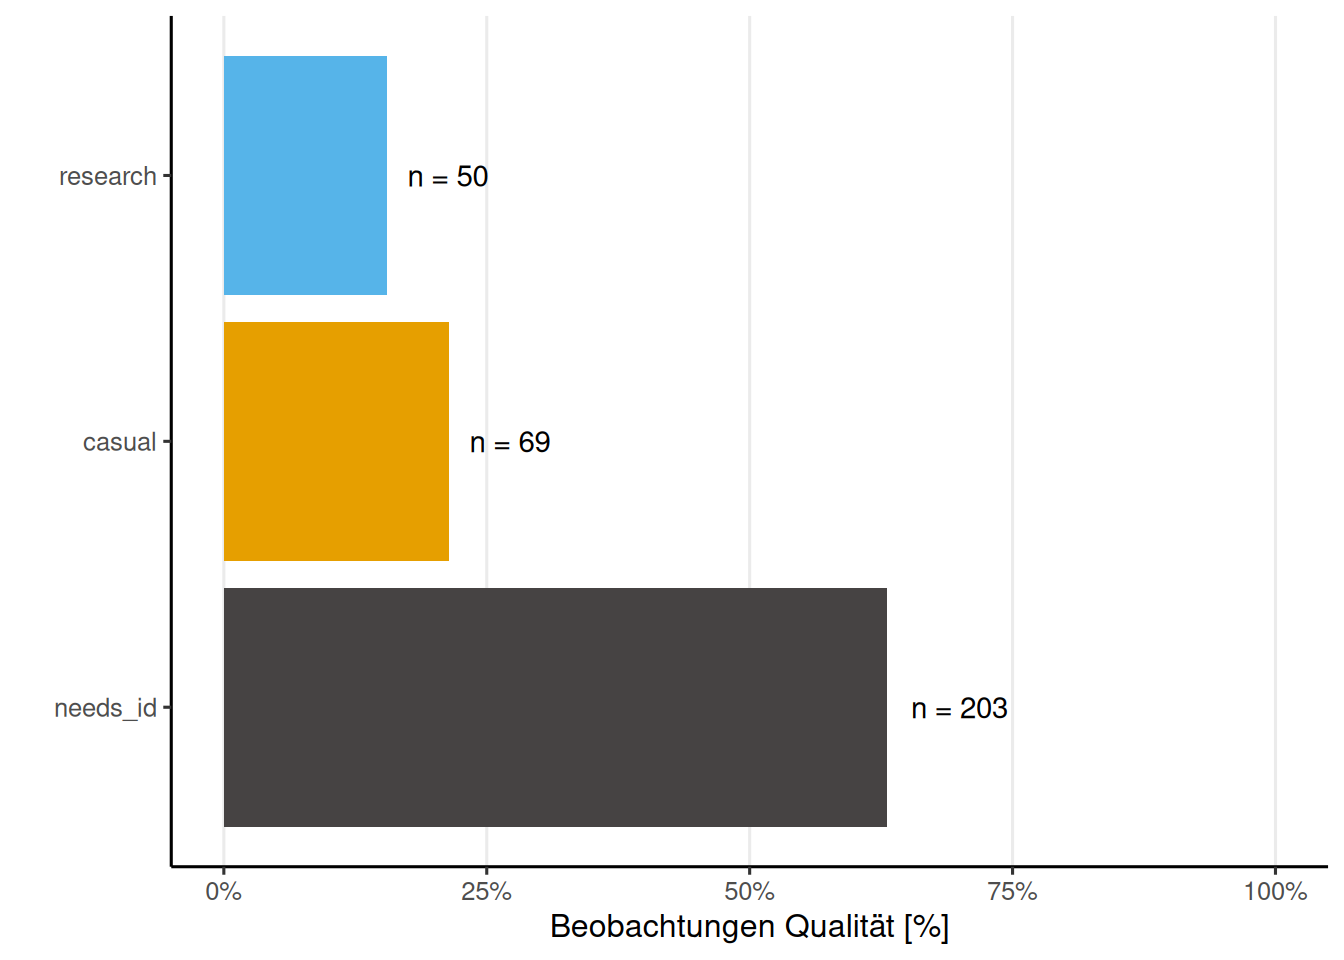 research
n = 50
casual
n = 69
needs_id
n = 203
0% 25% 50% 75% 100%
Beobachtungen Qualität [%]